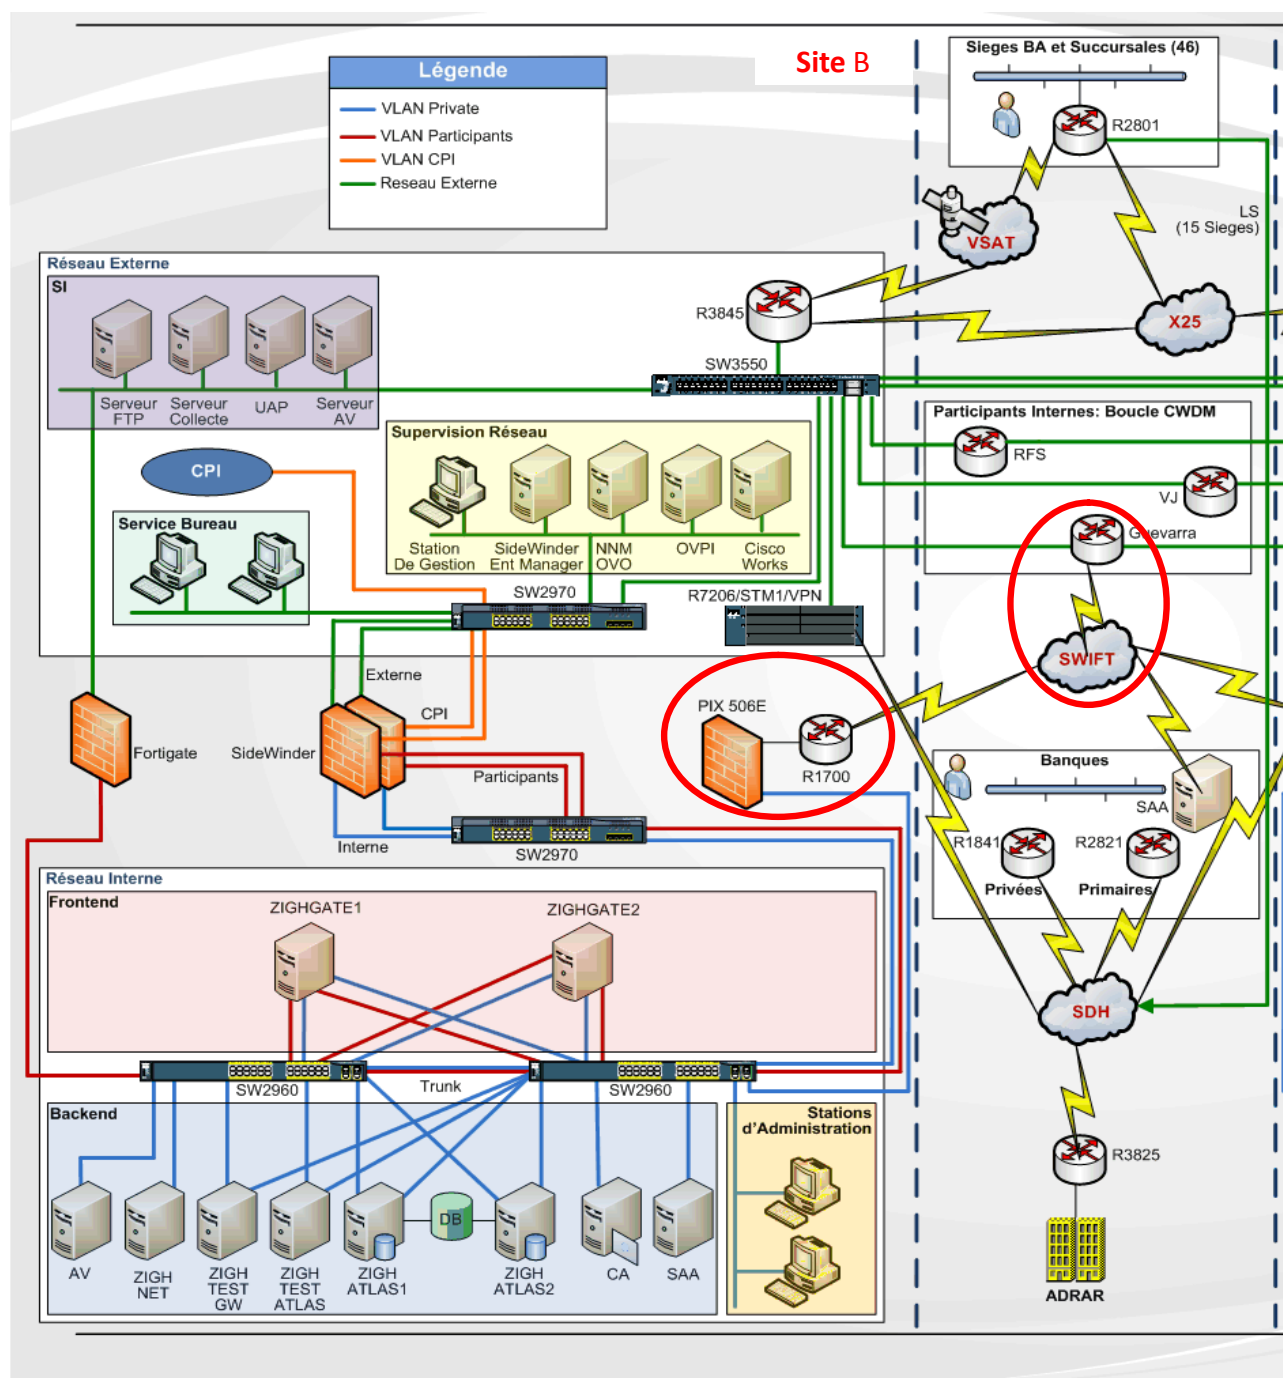 Site B
Légende
VLAN Private
VLAN Participants
VLAN CPI
Reseau Externe
Sieges BA et Succursales (46)
R2801
LS
(15 Sieges)
VSAT
X25
Réseau Externe
SI
Serveur
FTP
Serveur
Collecte
UAP
Serveur
AV
R3845
SW3550
CPI
Supervision Réseau
Station
De Gestion
SideWinder
Ent Manager
NNM
OVO
OVPI
Cisco
Works
Service Bureau
SW2970
R7206/STM1/VPN
Participants Internes: Boucle CWDM
RFS
VJ
Guevarra
SWIFT
Externe
CPI
Fortigate
SideWinder
Participants
Interne
SW2970
PIX 506E
R1700
Banques
SAA
R1841
R2821
Privées
Primaires
SDH
R3825
ADRAR
Réseau Interne
Frontend
ZIGHGATE1
ZIGHGATE2
SW2960
Trunk
SW2960
Backend
AV
ZIGH
NET
ZIGH
TEST
GW
ZIGH
TEST
ATLAS
ZIGH
ATLAS1
DB
ZIGH
ATLAS2
CA
SAA
Stations
d'Administration